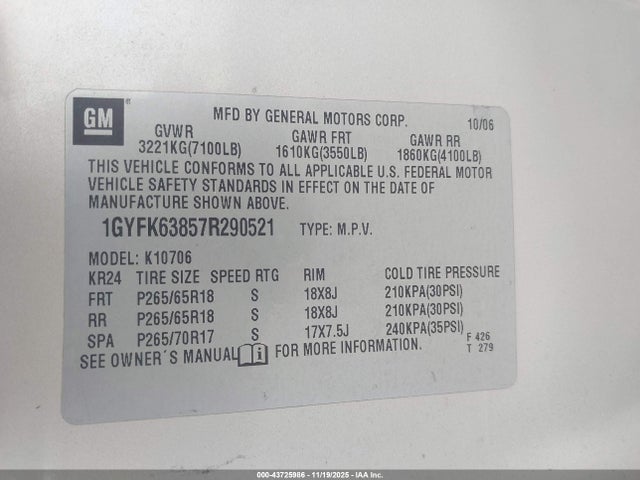 GM ®
MFD BY GENERAL MOTORS CORP. 10/06
GVWR GAWR FRT GAWR RR
3221KG(7100LB) 1610KG(3550LB) 1860KG(4100LB)
THIS VEHICLE CONFORMS TO ALL APPLICABLE U.S. FEDERAL MOTOR
VEHICLE SAFETY STANDARDS IN EFFECT ON THE DATE OF
MANUFACTURE SHOWN ABOVE.
1GYFK63857R290521 TYPE: M.P.V.
MODEL: K10706
KR24 TIRE SIZE SPEED RTG RIM COLD TIRE PRESSURE
FRT P265/65R18 S 18X8J 210KPA(30PSI)
RR P265/65R18 S 18X8J 210KPA(30PSI)
SPA P265/70R17 S 17X7.5J 240KPA(35PSI)
F 426
SEE OWNER'S MANUAL i FOR MORE INFORMATION. T 279
000-43725986 - 11/19/2025 - IAA Inc.